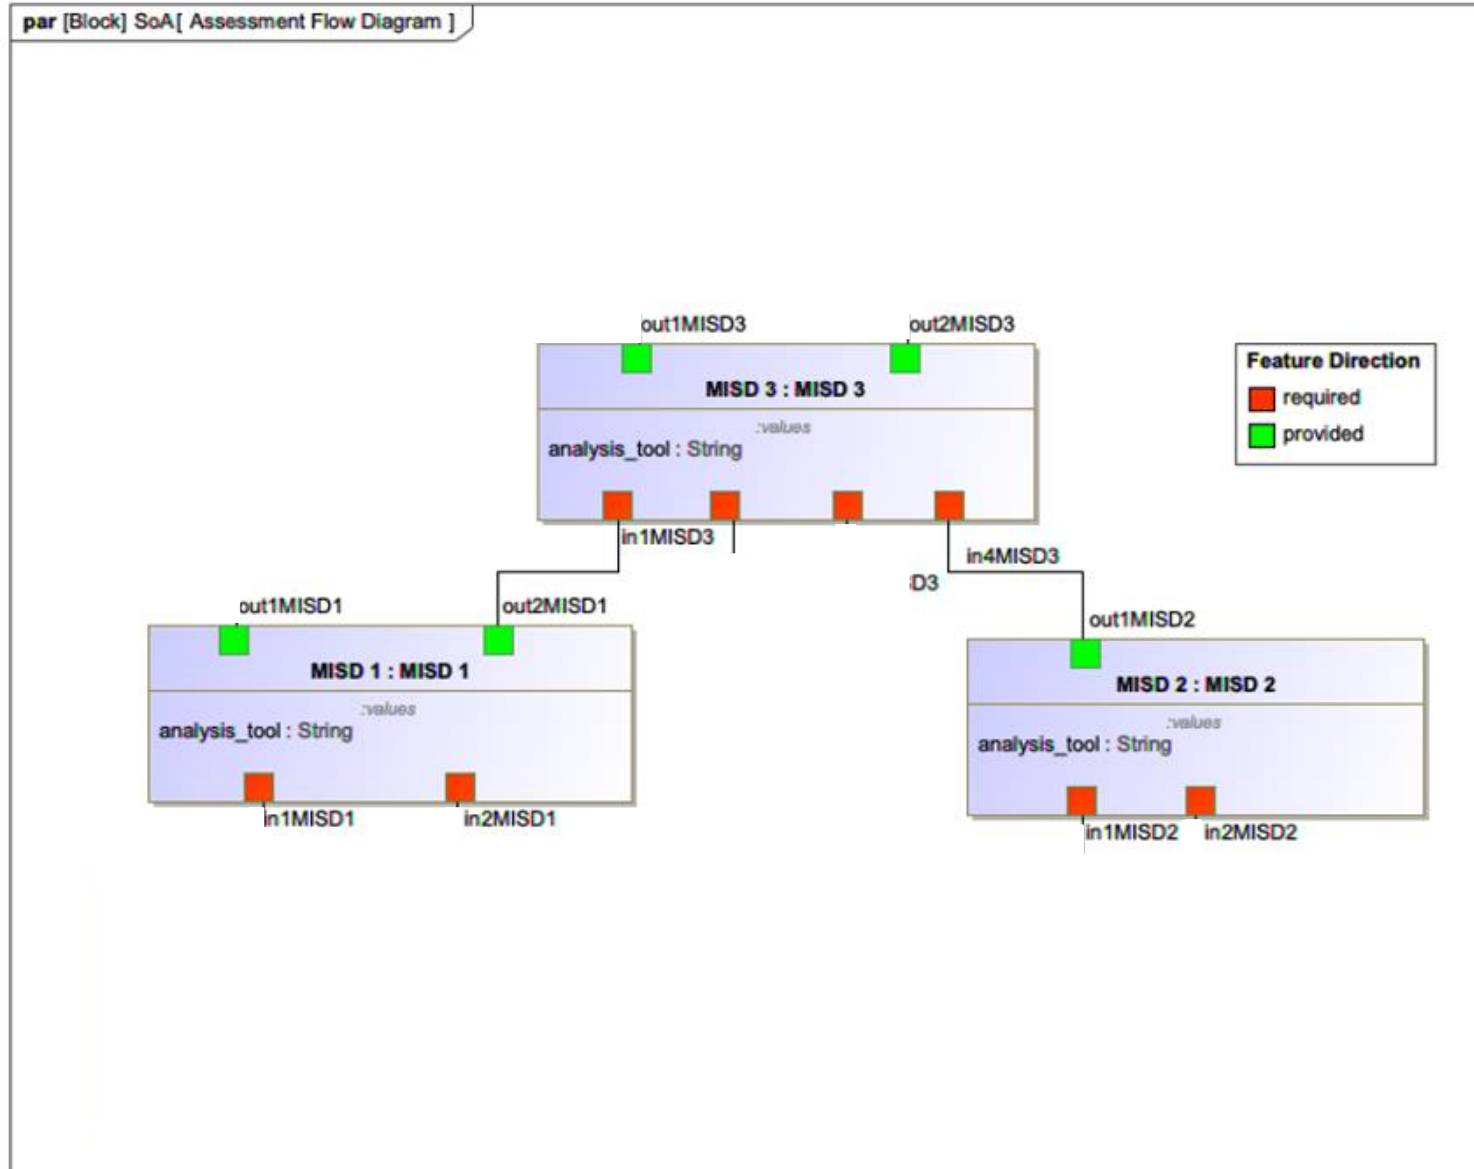 par [Block] SoA[ Assessment Flow Diagram ]
out1MISD3
out2MISD3
Feature Direction
required
provided
MISD 3 : MISD 3
:values
analysis_tool : String
in1MISD3
in4MISD3
D3
out1MISD1
out2MISD1
out1MISD2
MISD 1 : MISD 1
:values
analysis_tool : String
in1MISD1
in2MISD1
MISD 2 : MISD 2
:values
analysis_tool : String
in1MISD2
in2MISD2